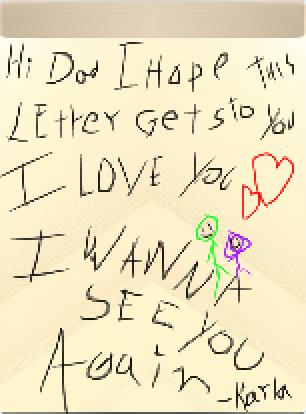 Hi Dad I Hope THis
LEtter Gets to You
I LOVE You
I WANNA
SEE YOU
Again
-Karla